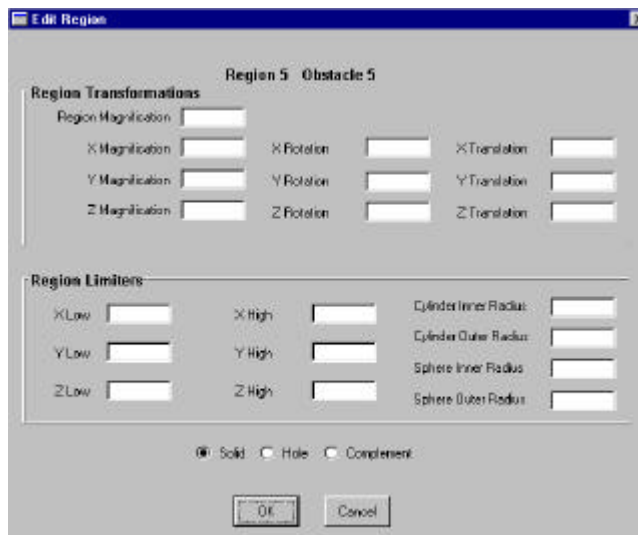 Edit Region
Region 5 Obstacle 5
Region Transformations
Region Magnification
X Magnification X Rotation X Translation
Y Magnification Y Rotation Y Translation
Z Magnification Z Rotation Z Translation
Region Limiters
X Low X High Cylinder Inner Radius
Y Low Y High Cylinder Outer Radius
Z Low Z High Sphere Inner Radius
Sphere Outer Radius
Solid Hole Complement
OK Cancel